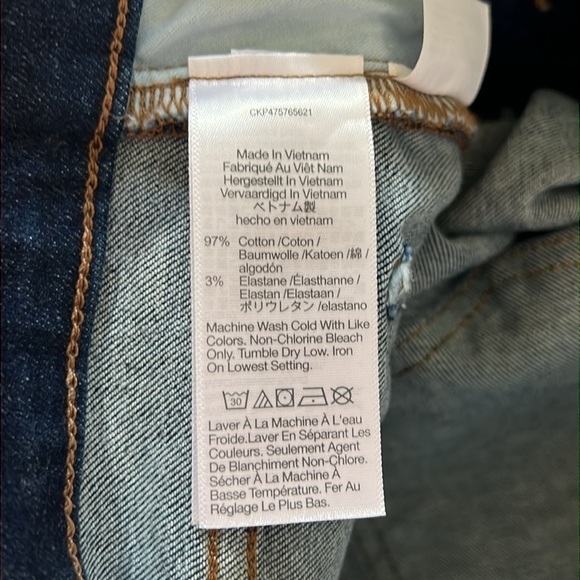 CKP475765621
Made In Vietnam
Fabriqué Au Viêt Nam
Hergestellt In Vietnam
Vervaardigd In Vietnam
ベトナム製
hecho en vietnam
97% Cotton /Coton /
Baumwolle /Katoen /綿 /
algodón
3% Elastane /Élasthanne /
Elastan /Elastaan /
ポリウレタン /elastano
Machine Wash Cold With Like
Colors. Non-Chlorine Bleach
Only. Tumble Dry Low. Iron
On Lowest Setting.
30
Laver À La Machine À L'eau
Froide.Laver En Séparant Les
Couleurs. Seulement Agent
De Blanchiment Non-Chlore.
Sécher À La Machine À
Basse Température. Fer Au
Réglage Le Plus Bas.